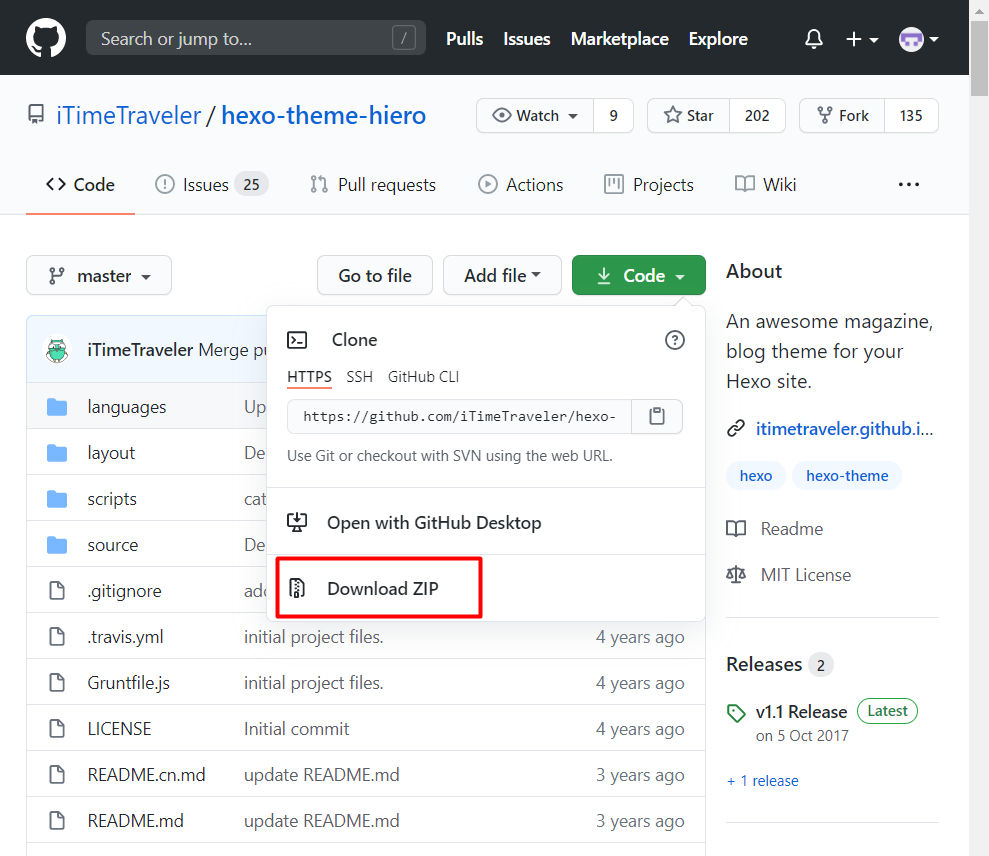 Search or jump to... / Pulls Issues Marketplace Explore
iTimeTraveler / hexo-theme-hiero Watch 9 Star 202 Fork 135
Code Issues 25 Pull requests Actions Projects Wiki ...
master Go to file Add file Code
About
An awesome magazine,
blog theme for your
Hexo site.
itimetraveler.github.i...
hexo hexo-theme
Readme
MIT License
Releases 2
v1.1 Release Latest
on 5 Oct 2017
+ 1 release
Clone ?
HTTPS SSH GitHub CLI
https://github.com/iTimeTraveler/hexo-
Use Git or checkout with SVN using the web URL.
Open with GitHub Desktop
Download ZIP
iTimeTraveler Merge pu
languages Up
layout De
scripts cat
source De
.gitignore add
.travis.yml initial project files. 4 years ago
Gruntfile.js initial project files. 4 years ago
LICENSE Initial commit 4 years ago
README.cn.md update README.md 3 years ago
README.md update README.md 3 years ago